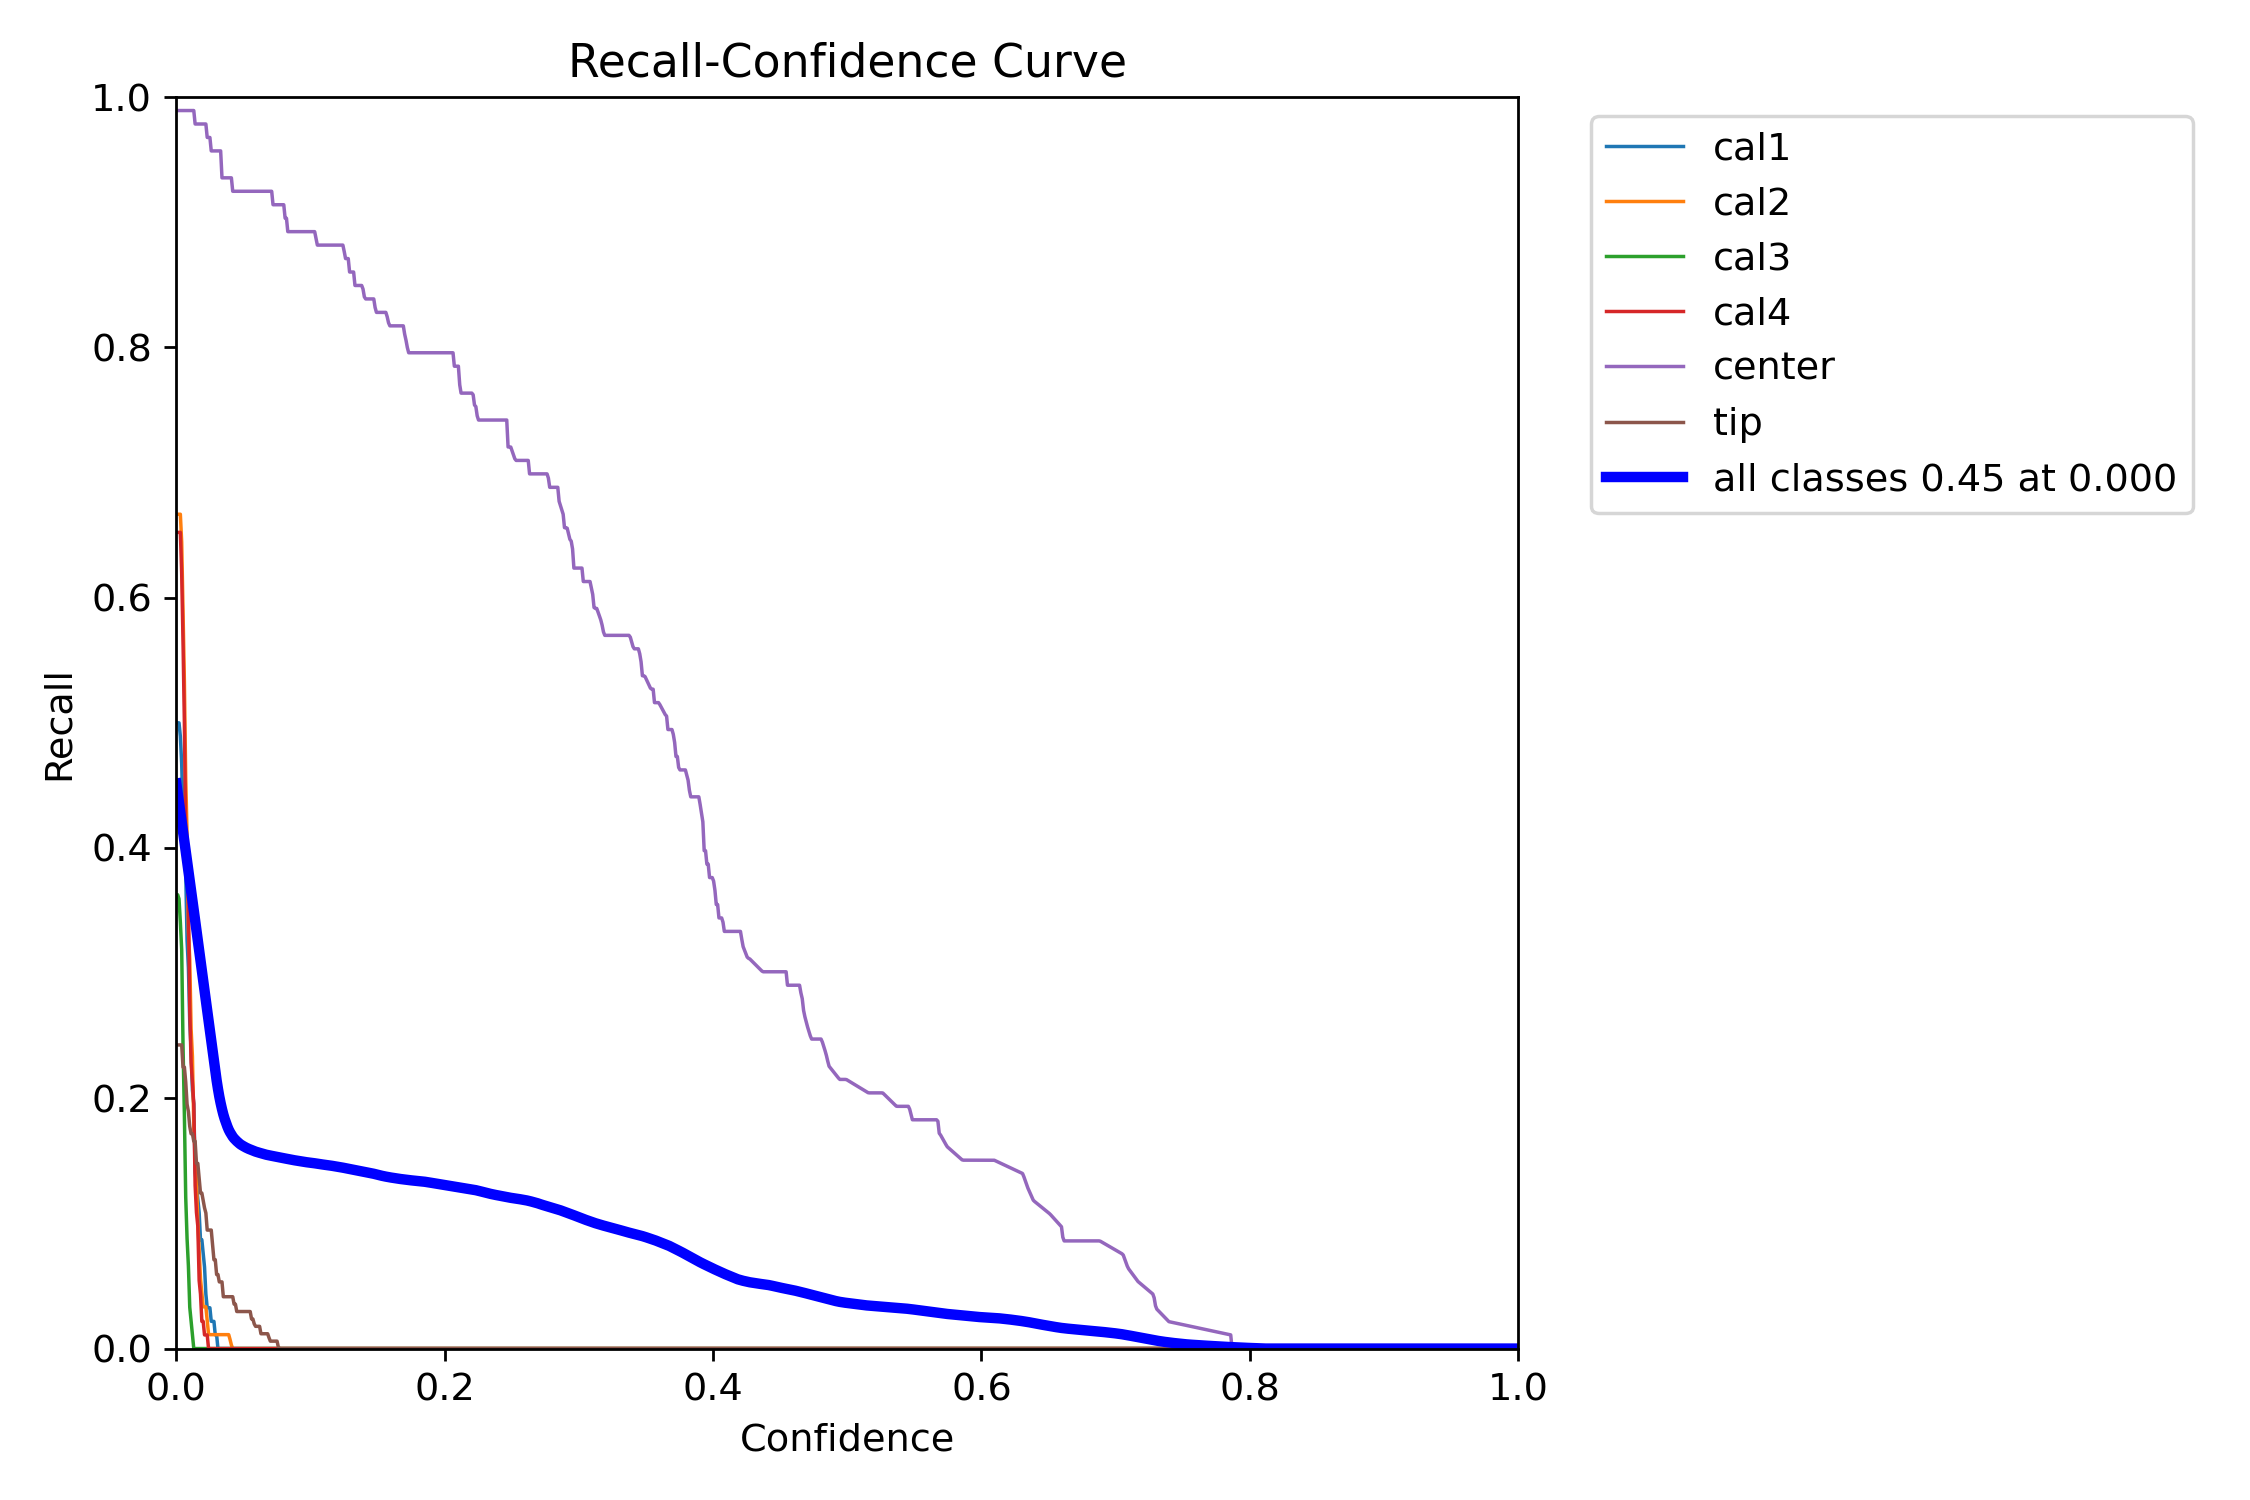 Recall-Confidence Curve
1.0
0.8
0.6
0.4
0.2
0.0
Recall
0.0 0.2 0.4 0.6 0.8 1.0
Confidence
cal1
cal2
cal3
cal4
center
tip
all classes 0.45 at 0.000